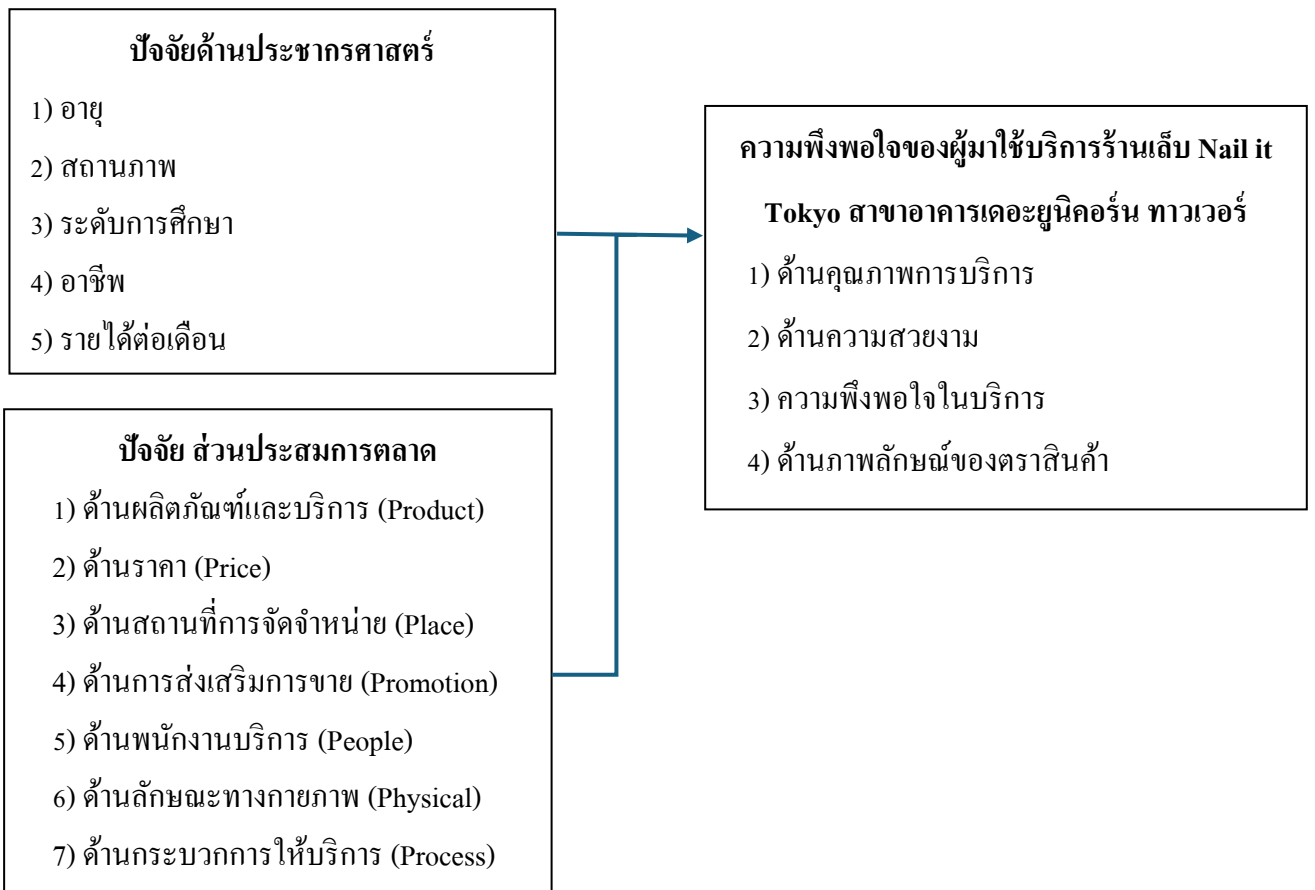 ปัจจัยด้านประชากรศาสตร์
1) อายุ
2) สถานภาพ
3) ระดับการศึกษา
4) อาชีพ
5) รายได้ต่อเดือน
ปัจจัย ส่วนประสมการตลาด
1) ด้านผลิตภัณฑ์และบริการ (Product)
2) ด้านราคา (Price)
3) ด้านสถานที่การจัดจำหน่าย (Place)
4) ด้านการส่งเสริมการขาย (Promotion)
5) ด้านพนักงานบริการ (People)
6) ด้านลักษณะทางกายภาพ (Physical)
7) ด้านกระบวกการให้บริการ (Process)
ความพึงพอใจของผู้มาใช้บริการร้านเล็บ Nail it
Tokyo สาขาอาคารเดอะยูนิคอร์น ทาวเวอร์
1) ด้านคุณภาพการบริการ
2) ด้านความสวยงาม
3) ความพึงพอใจในบริการ
4) ด้านภาพลักษณ์ของตราสินค้า